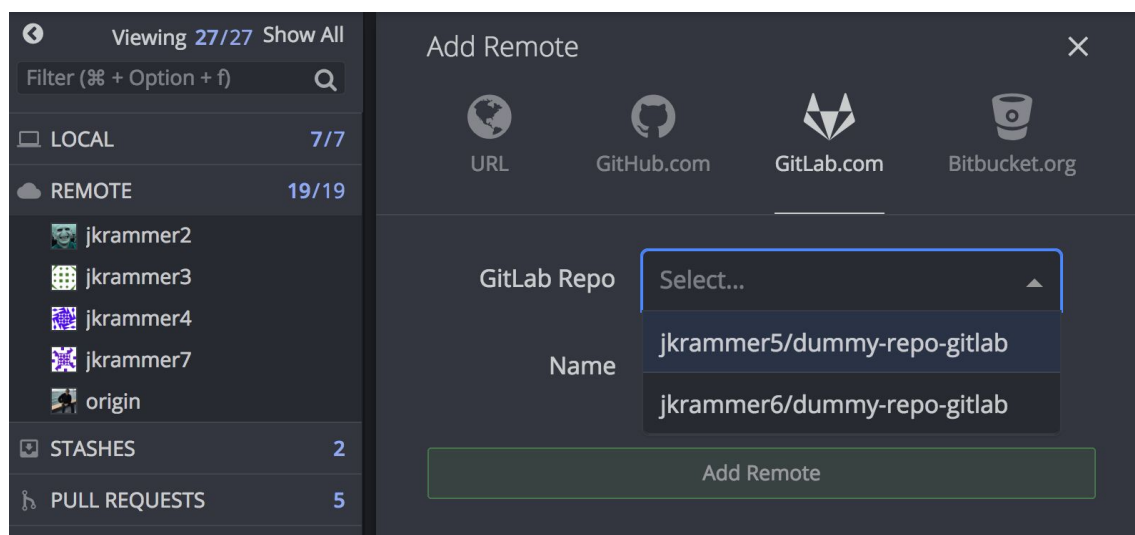 Viewing 27/27 Show All
Filter (⌘ + Option + f)
LOCAL 7/7
REMOTE 19/19
jkrammer2
jkrammer3
jkrammer4
jkrammer7
origin
STASHES 2
PULL REQUESTS 5
Add Remote
URL GitHub.com GitLab.com Bitbucket.org
GitLab Repo Select...
jkrammer5/dummy-repo-gitlab
Name
jkrammer6/dummy-repo-gitlab
Add Remote